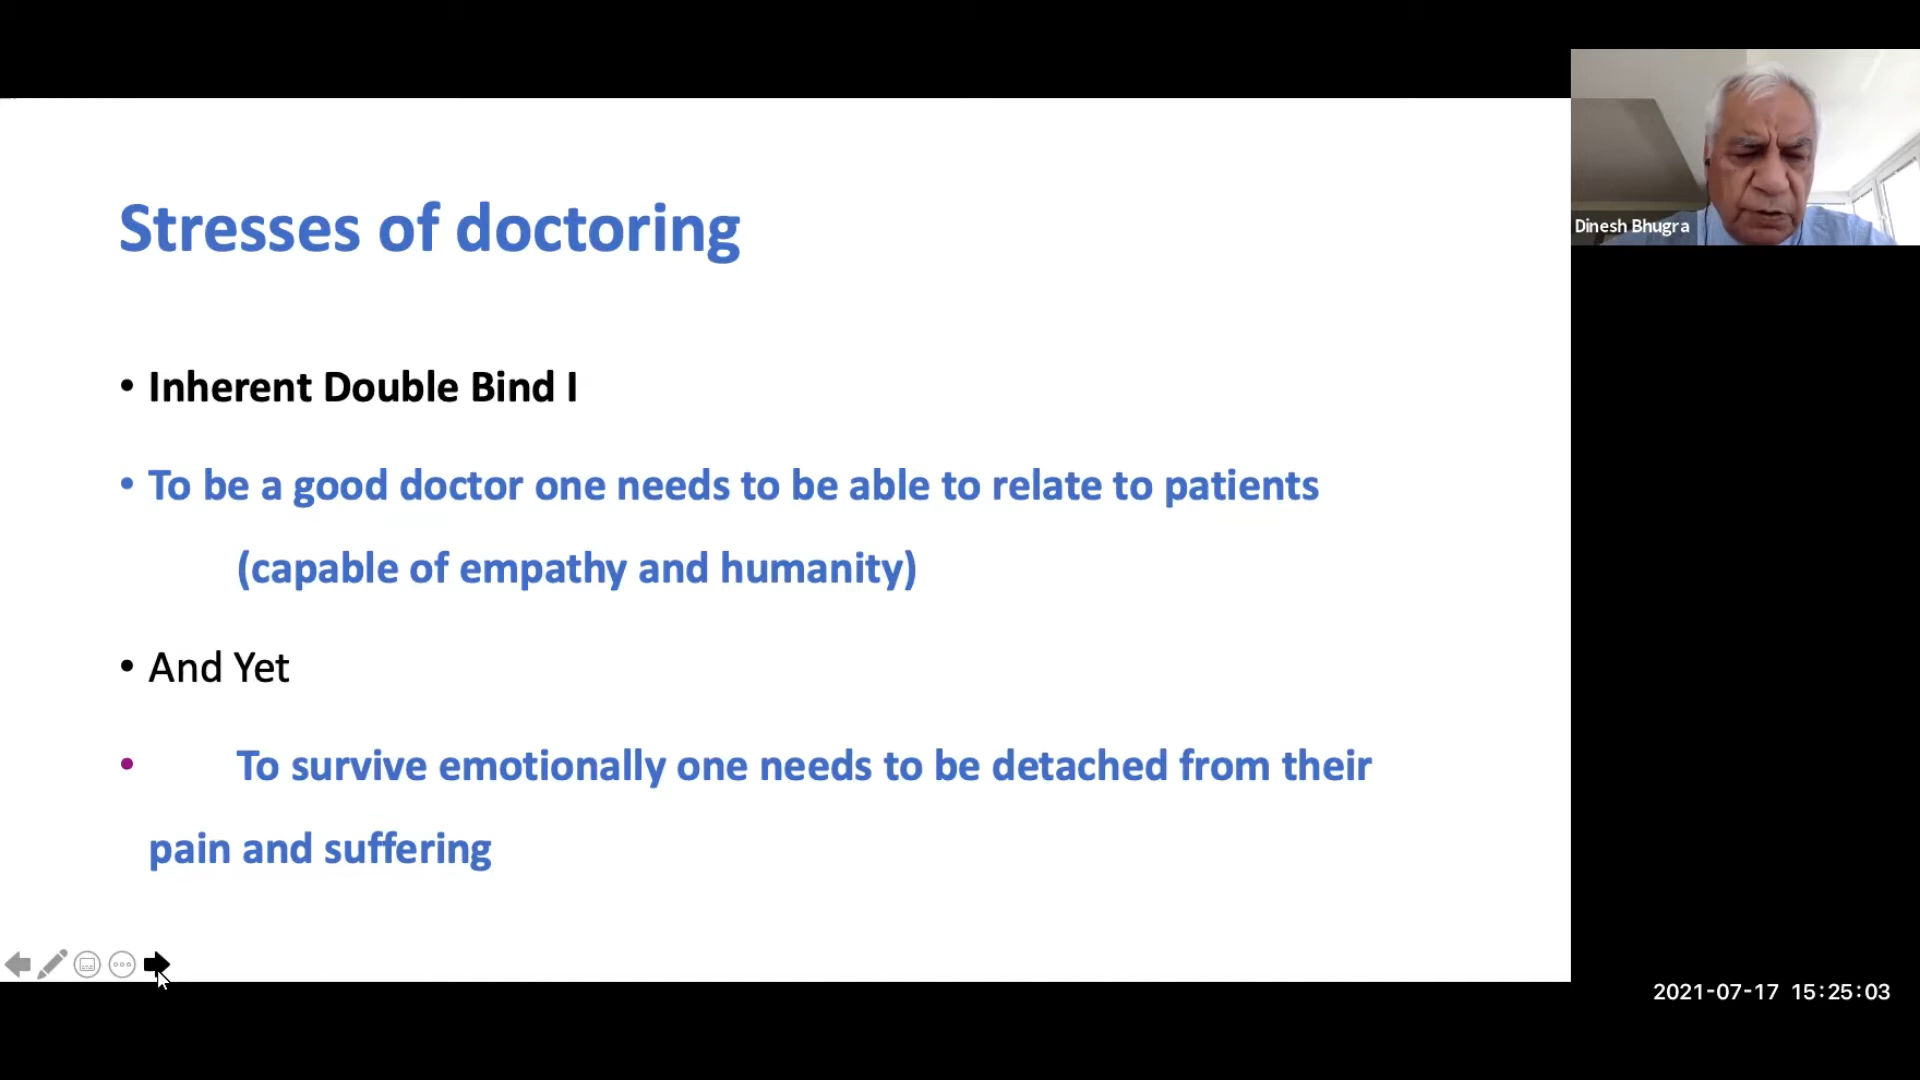 Stresses of doctoring
• Inherent Double Bind I
• To be a good doctor one needs to be able to relate to patients
(capable of empathy and humanity)
• And Yet
• To survive emotionally one needs to be detached from their
pain and suffering
Dinesh Bhugra
2021-07-17 15:25:03